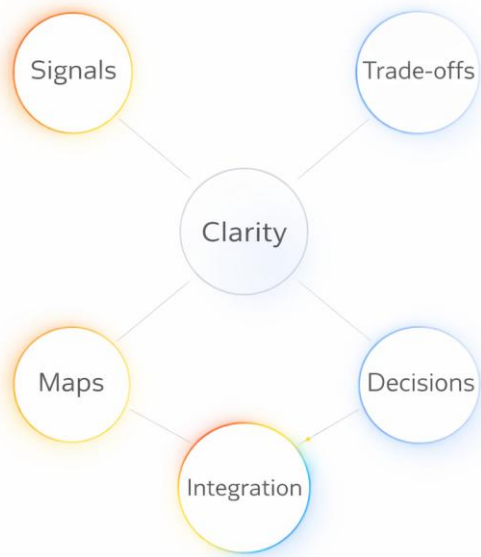 Signals
Trade-offs
Clarity
Maps
Decisions
Integration